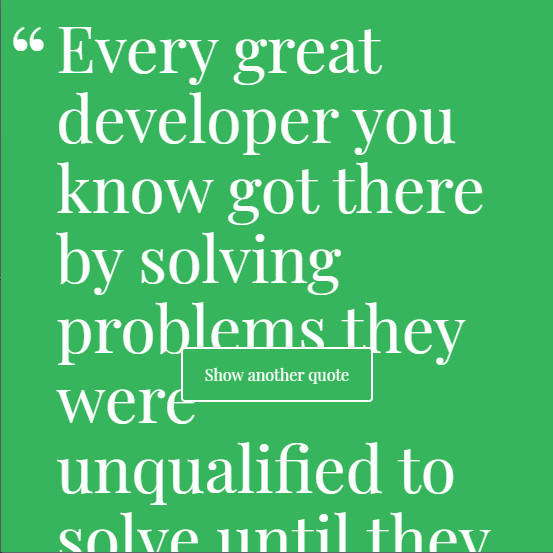 “ Every great
developer you
know got there
by solving
problems they
Show another quote
were
unqualified to
solve until they